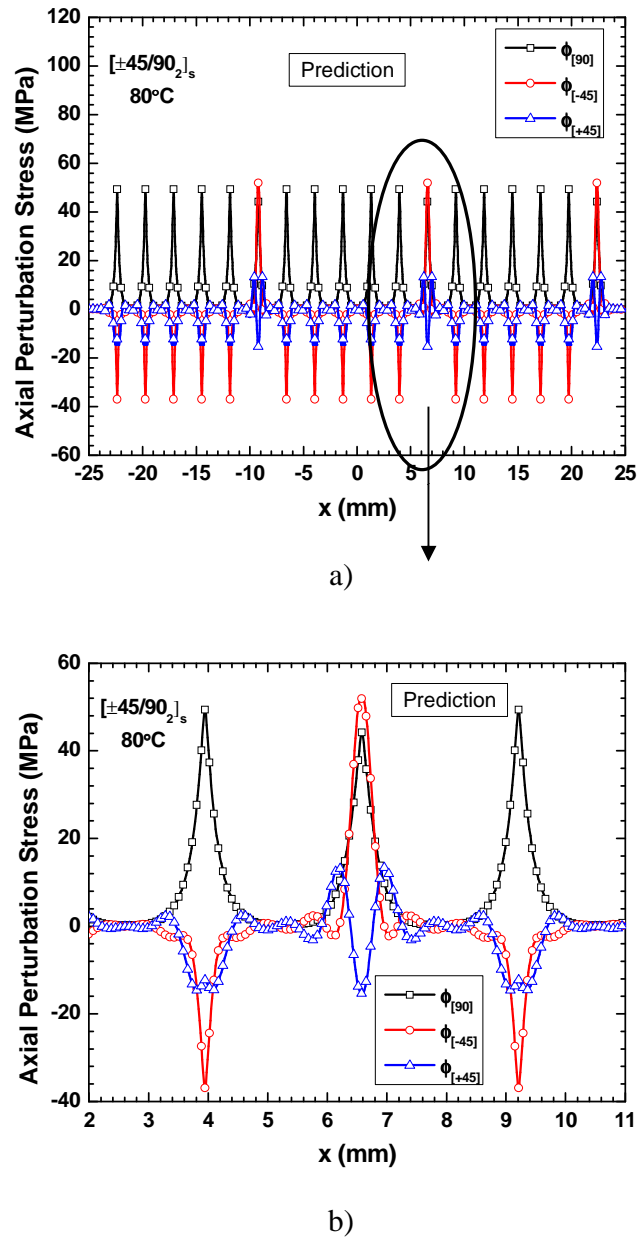 120
100
80
60
40
20
0
-20
-40
-60
Axial Perturbation Stress (MPa)
[±45/90₂]ₛ
80°C
Prediction
ϕ[90]
ϕ[-45]
ϕ[+45]
-25 -20 -15 -10 -5 0 5 10 15 20 25
x (mm)
a)
60
40
20
0
-20
-40
Axial Perturbation Stress (MPa)
[±45/90₂]ₛ
80°C
Prediction
ϕ[90]
ϕ[-45]
ϕ[+45]
2 3 4 5 6 7 8 9 10 11
x (mm)
b)